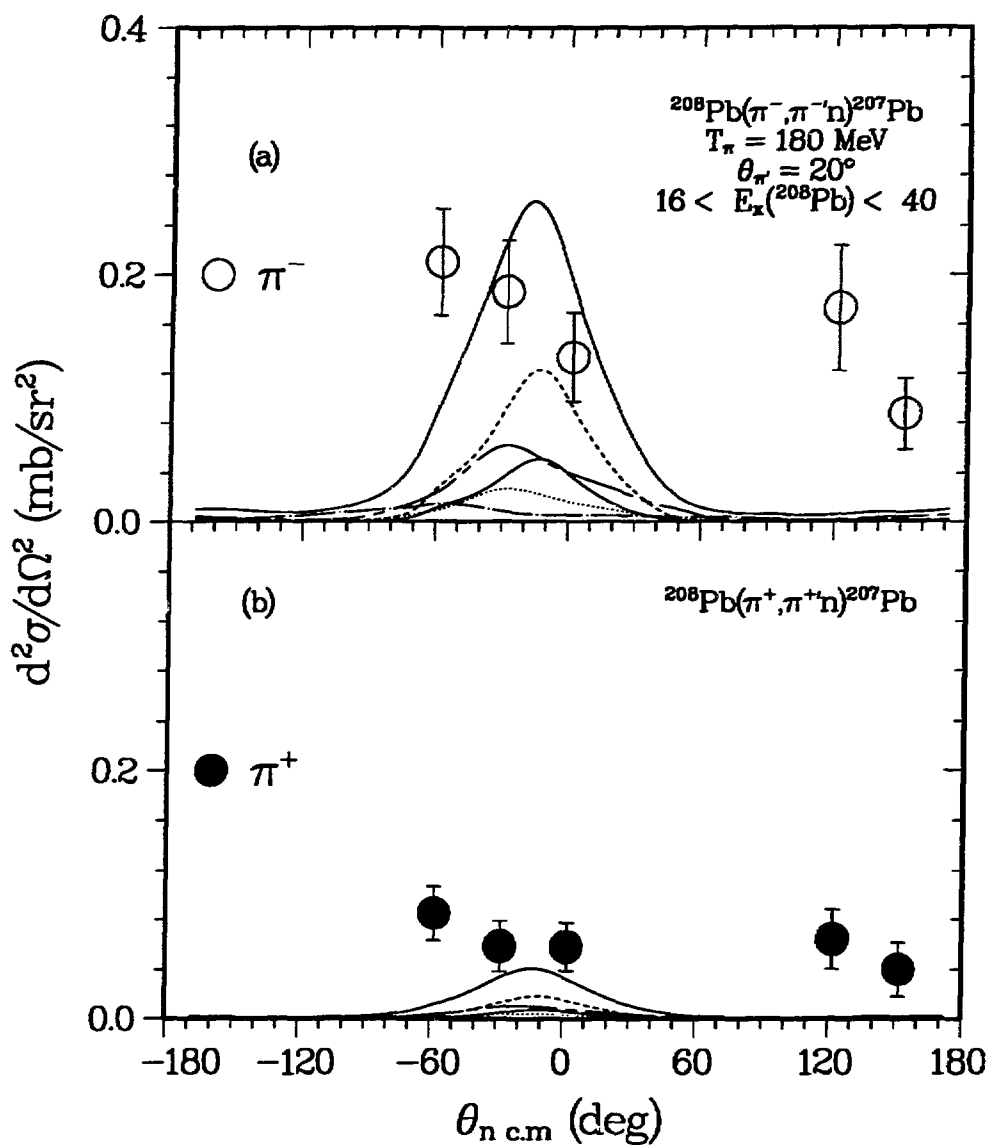 0.4
²⁰⁸Pb(π⁻,π⁻'n)²⁰⁷Pb
T_π = 180 MeV
θ_π' = 20°
16 < E_x(²⁰⁸Pb) < 40
(a)
0.2
π⁻
0.0
d²σ/dΩ² (mb/sr²)
(b)
²⁰⁸Pb(π⁺,π⁺'n)²⁰⁷Pb
0.2
π⁺
0.0
−180 −120 −60 0 60 120 180
θ_n c.m (deg)